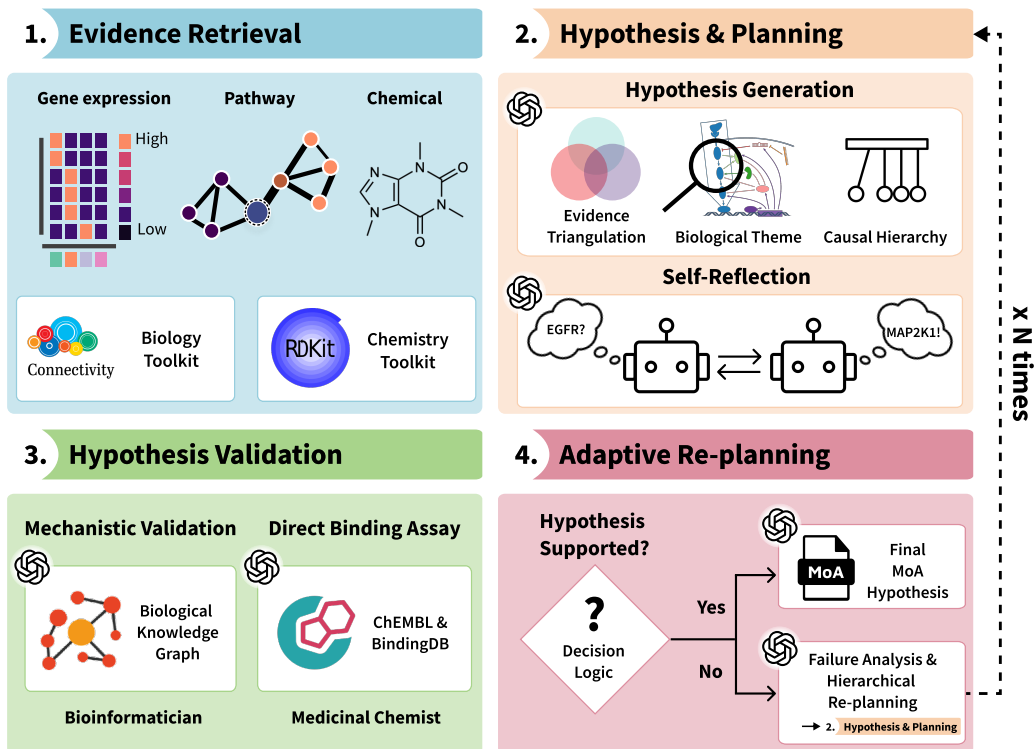 1. Evidence Retrieval
Gene expression
Pathway
Chemical
High
Low
N
N
N
N
O
O
Connectivity
Biology
Toolkit
RDKit
Chemistry
Toolkit
2. Hypothesis & Planning
Hypothesis Generation
Evidence
Triangulation
Biological Theme
Causal Hierarchy
Self-Reflection
EGFR?
MAP2K1!
x N times
3. Hypothesis Validation
Mechanistic Validation
Biological
Knowledge
Graph
Bioinformatician
Direct Binding Assay
ChEMBL &
BindingDB
Medicinal Chemist
4. Adaptive Re-planning
Hypothesis
Supported?
?
Decision
Logic
Yes
No
MoA
Final
MoA
Hypothesis
Failure Analysis &
Hierarchical
Re-planning
→ 2. Hypothesis & Planning